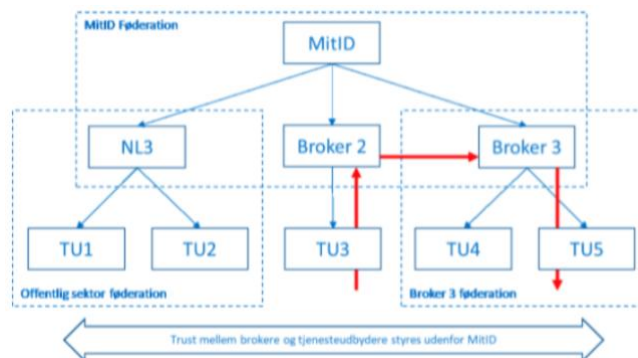 MitID Føderation
MitID
NL3
Broker 2
Broker 3
TU1
TU2
TU3
TU4
TU5
Offentlig sektor føderation
Broker 3 føderation
Trust mellem brokere og tjenesteudbydere styres udenfor MitID